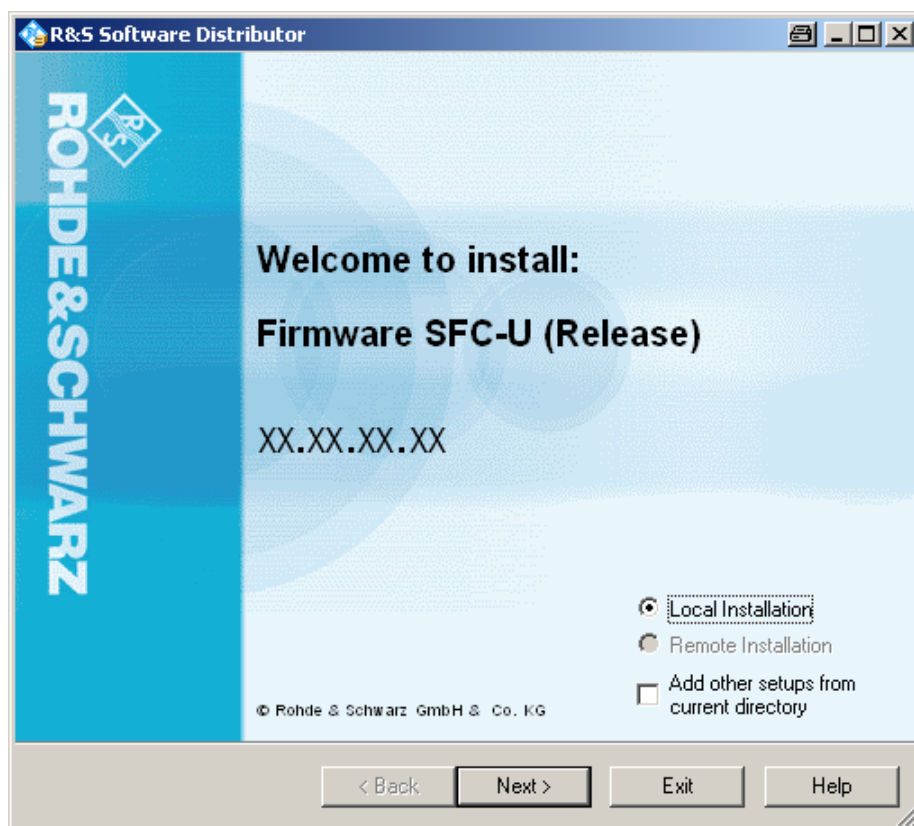 R&S Software Distributor
ROHDE&SCHWARZ
R
S
Welcome to install:
Firmware SFC-U (Release)
XX.XX.XX.XX
Local Installation
Remote Installation
Add other setups from
current directory
© Rohde & Schwarz GmbH & Co. KG
< Back
Next >
Exit
Help